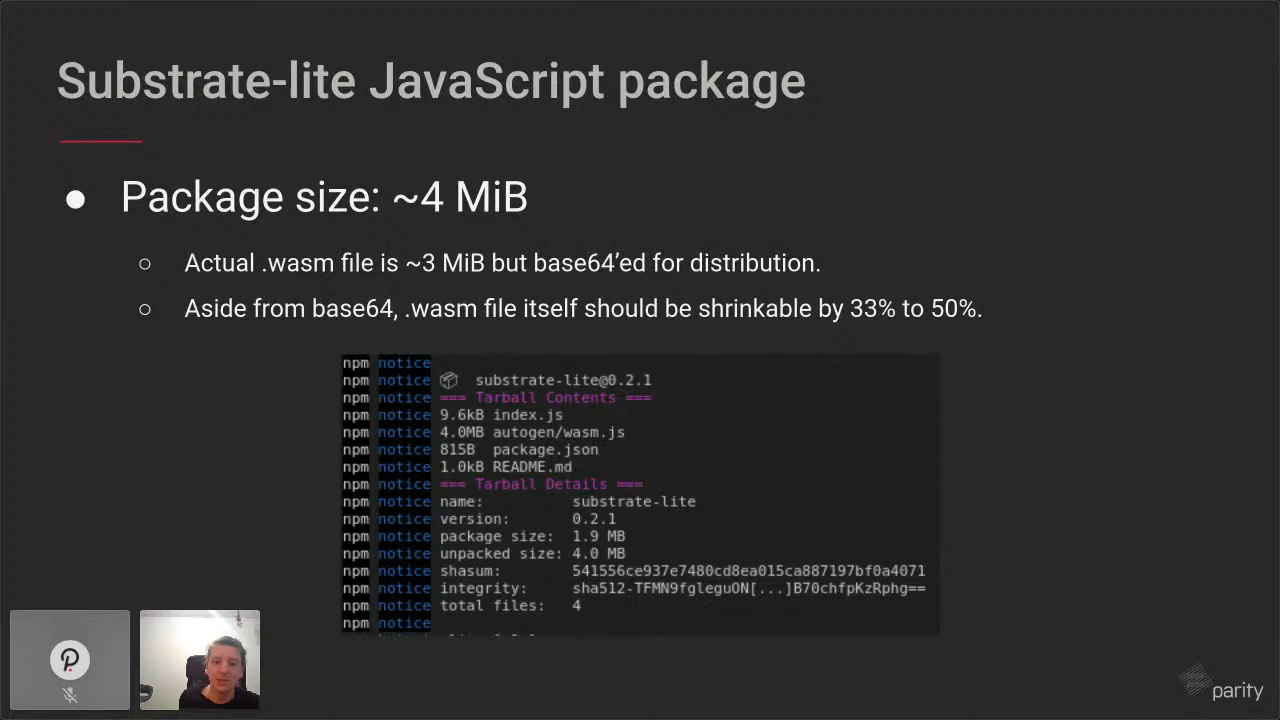 Substrate-lite JavaScript package
● Package size: ~4 MiB
○ Actual .wasm file is ~3 MiB but base64’ed for distribution.
○ Aside from base64, .wasm file itself should be shrinkable by 33% to 50%.
npm notice
npm notice 📦 substrate-lite@0.2.1
npm notice === Tarball Contents ===
npm notice 9.6kB index.js
npm notice 4.0MB autogen/wasm.js
npm notice 815B package.json
npm notice 1.0kB README.md
npm notice === Tarball Details ===
npm notice name: substrate-lite
npm notice version: 0.2.1
npm notice package size: 1.9 MB
npm notice unpacked size: 4.0 MB
npm notice shasum: 541556ce937e7480cd8ea015ca887197bf0a4071
npm notice integrity: sha512-TFMN9fgleguON[...]B70chfpKzRphg==
npm notice total files: 4
npm notice
parity